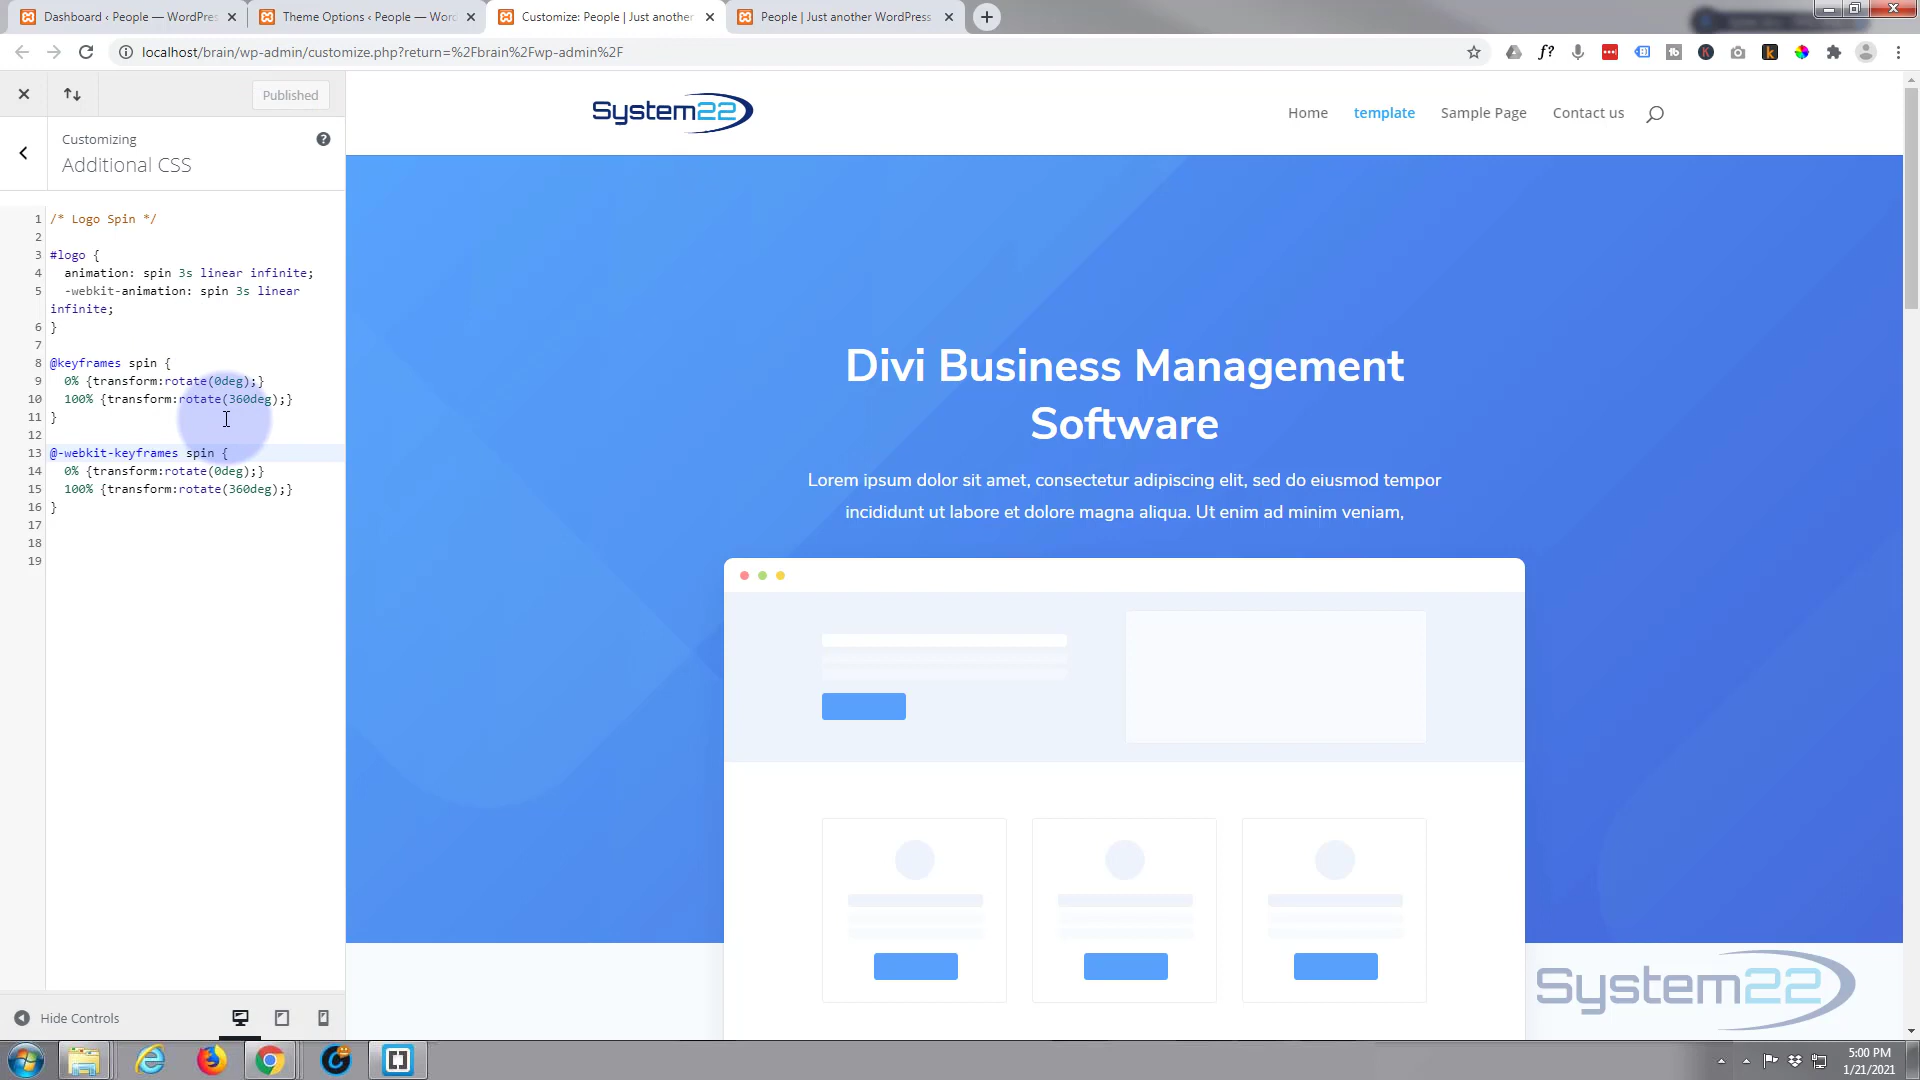 Dashboard ‹ People — WordPres
Theme Options ‹ People — Word
Customize: People | Just another
People | Just another WordPress
localhost/brain/wp-admin/customize.php?return=%2Fbrain%2Fwp-admin%2F
Published
Customizing
Additional CSS
1 /* Logo Spin */
2
3 #logo {
4 animation: spin 3s linear infinite;
5 -webkit-animation: spin 3s linear
infinite;
6 }
7
8 @keyframes spin {
9 0% {transform:rotate(0deg);}
10 100% {transform:rotate(360deg);}
11 }
12
13 @-webkit-keyframes spin {
14 0% {transform:rotate(0deg);}
15 100% {transform:rotate(360deg);}
16 }
17
18
19
Hide Controls
System22
Home
template
Sample Page
Contact us
Divi Business Management
Software
Lorem ipsum dolor sit amet, consectetur adipiscing elit, sed do eiusmod tempor
incididunt ut labore et dolore magna aliqua. Ut enim ad minim veniam,
System22
5:00 PM
1/21/2021